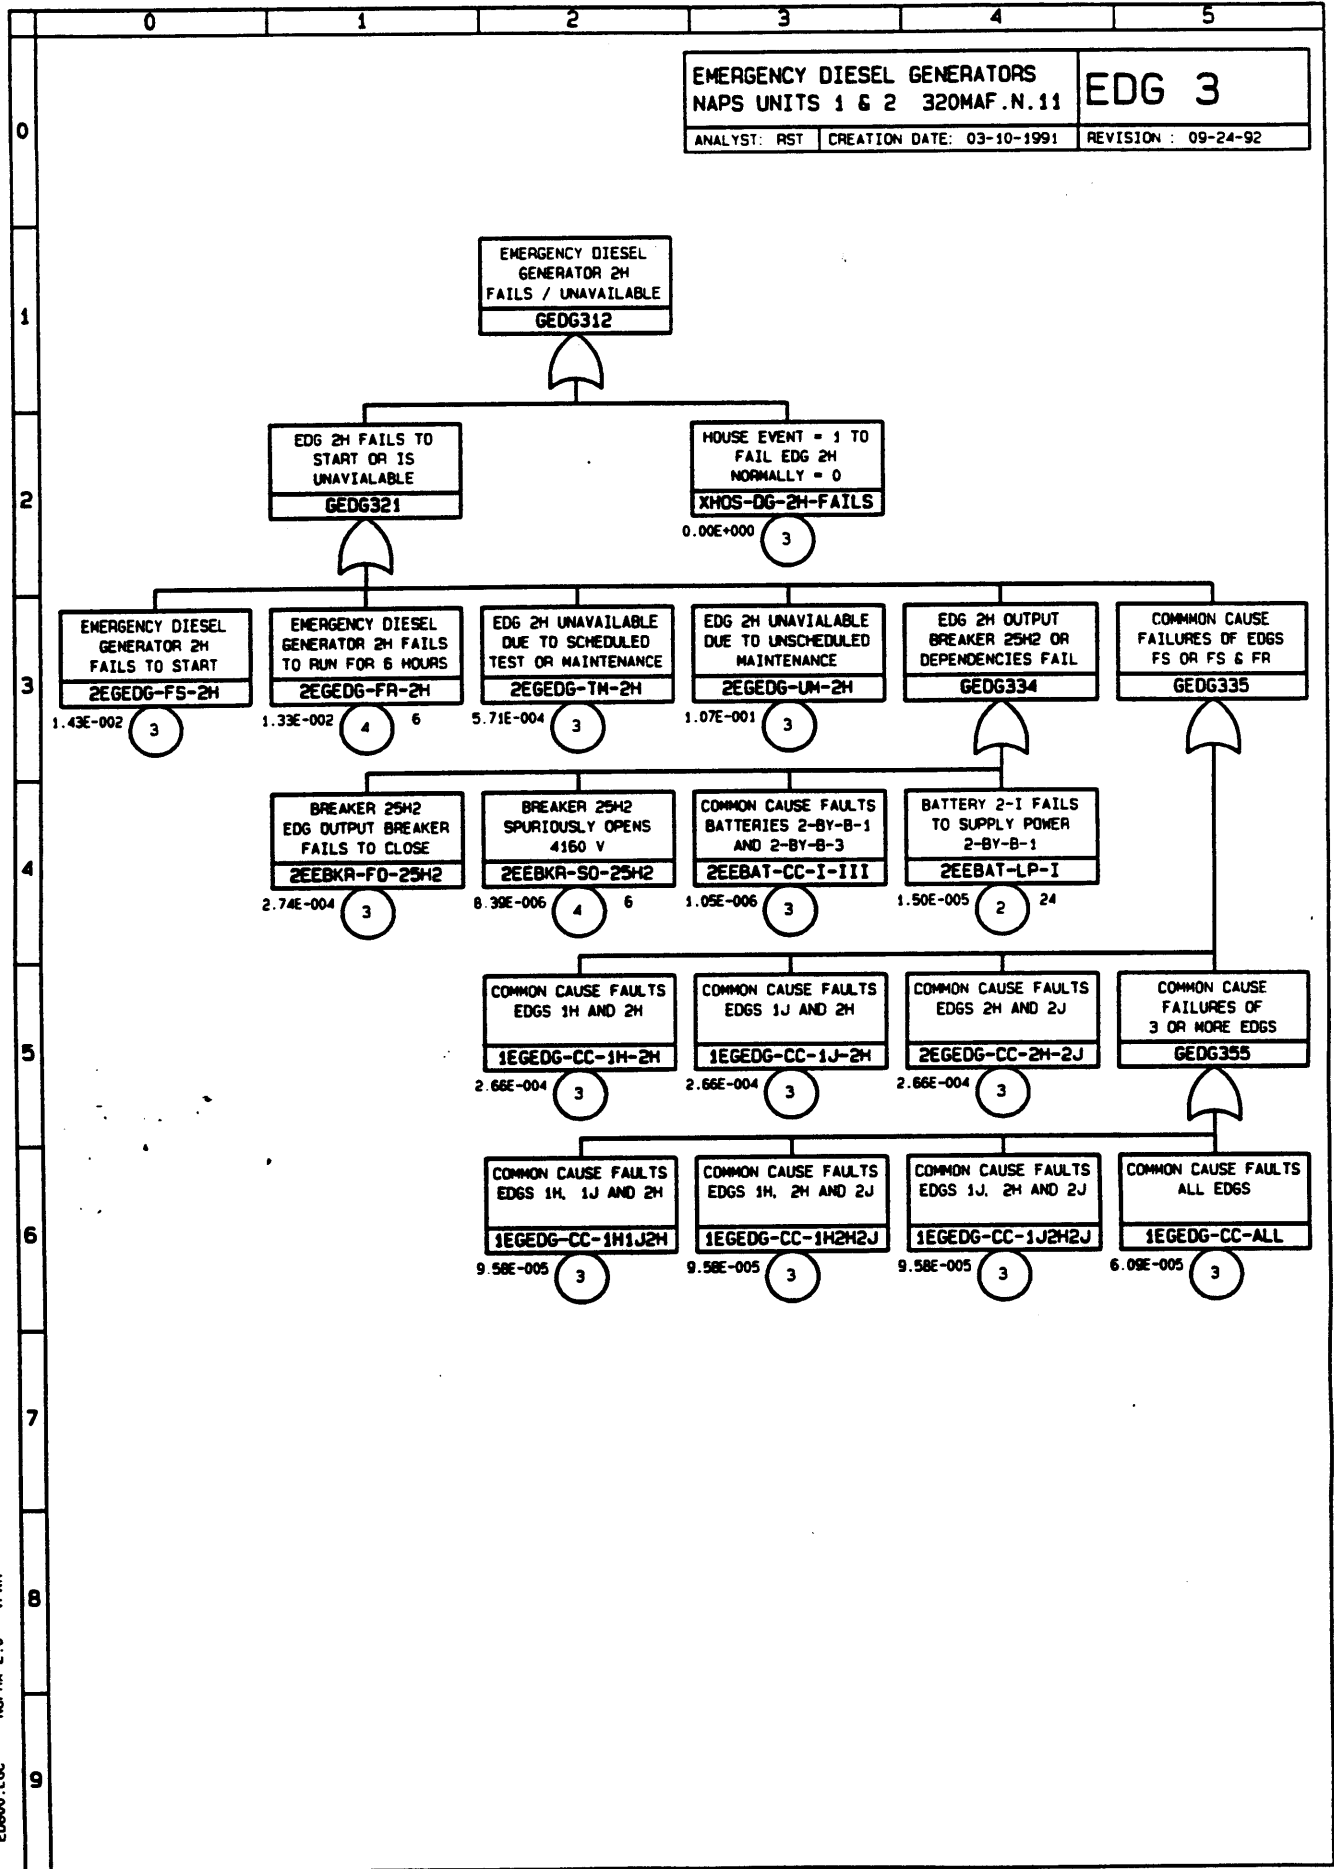 0 1 2 3 4 5
EMERGENCY DIESEL GENERATORS
NAPS UNITS 1 & 2 320MAF.N.11
EDG 3
ANALYST: RST CREATION DATE: 03-10-1991 REVISION : 09-24-92
0
EMERGENCY DIESEL
GENERATOR 2H
FAILS / UNAVAILABLE
GEDG312
1
EDG 2H FAILS TO
START OR IS
UNAVIALABLE
GEDG321
HOUSE EVENT = 1 TO
FAIL EDG 2H
NORMALLY = 0
XHOS-DG-2H-FAILS
0.00E+000 3
2
EMERGENCY DIESEL
GENERATOR 2H
FAILS TO START
2EGEDG-FS-2H
1.43E-002 3
EMERGENCY DIESEL
GENERATOR 2H FAILS
TO RUN FOR 6 HOURS
2EGEDG-FR-2H
1.33E-002 4 6
EDG 2H UNAVAILABLE
DUE TO SCHEDULED
TEST OR MAINTENANCE
2EGEDG-TM-2H
5.71E-004 3
EDG 2H UNAVIALABLE
DUE TO UNSCHEDULED
MAINTENANCE
2EGEDG-UM-2H
1.07E-001 3
EDG 2H OUTPUT
BREAKER 25H2 OR
DEPENDENCIES FAIL
GEDG334
COMMMON CAUSE
FAILURES OF EDGS
FS OR FS & FR
GEDG335
3
BREAKER 25H2
EDG OUTPUT BREAKER
FAILS TO CLOSE
2EEBKR-FO-25H2
2.74E-004 3
BREAKER 25H2
SPURIOUSLY OPENS
4160 V
2EEBKR-SO-25H2
8.39E-006 4 6
COMMON CAUSE FAULTS
BATTERIES 2-BY-B-1
AND 2-BY-B-3
2EEBAT-CC-I-III
1.05E-006 3
BATTERY 2-I FAILS
TO SUPPLY POWER
2-BY-B-1
2EEBAT-LP-I
1.50E-005 2 24
4
COMMON CAUSE FAULTS
EDGS 1H AND 2H
1EGEDG-CC-1H-2H
2.66E-004 3
COMMON CAUSE FAULTS
EDGS 1J AND 2H
1EGEDG-CC-1J-2H
2.66E-004 3
COMMON CAUSE FAULTS
EDGS 2H AND 2J
2EGEDG-CC-2H-2J
2.66E-004 3
COMMON CAUSE
FAILURES OF
3 OR MORE EDGS
GEDG355
5
COMMON CAUSE FAULTS
EDGS 1H, 1J AND 2H
1EGEDG-CC-1H1J2H
9.58E-005 3
COMMON CAUSE FAULTS
EDGS 1H, 2H AND 2J
1EGEDG-CC-1H2H2J
9.58E-005 3
COMMON CAUSE FAULTS
EDGS 1J, 2H AND 2J
1EGEDG-CC-1J2H2J
9.58E-005 3
COMMON CAUSE FAULTS
ALL EDGS
1EGEDG-CC-ALL
6.09E-005 3
6
7
8
9